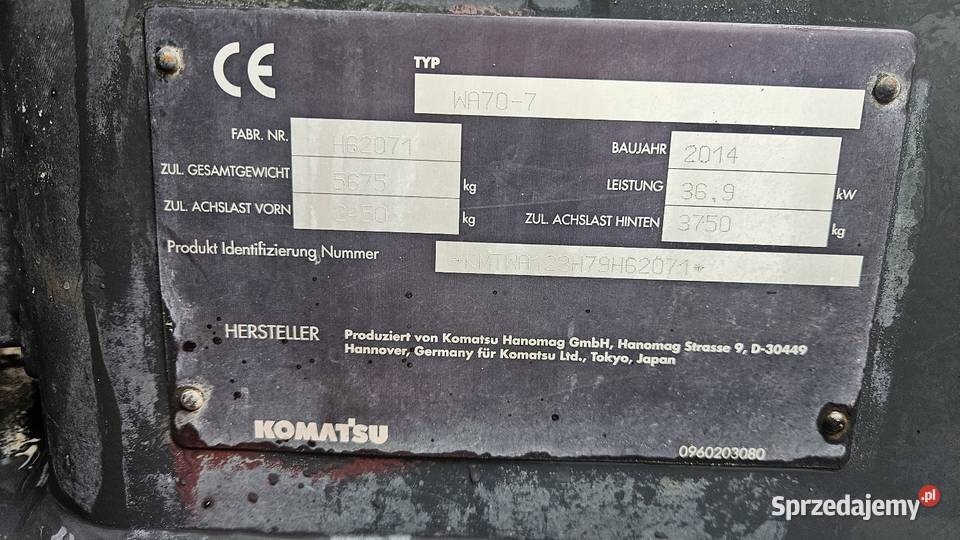 CE
TYP
WA70-7
FABR. NR. H62071
BAUJAHR 2014
ZUL. GESAMTGEWICHT 5675 kg
LEISTUNG 36,9 kW
ZUL. ACHSLAST VORN kg
ZUL. ACHSLAST HINTEN 3750 kg
Produkt Identifizierung Nummer
HERSTELLER
Produziert von Komatsu Hanomag GmbH, Hanomag Strasse 9, D-30449
Hannover, Germany für Komatsu Ltd., Tokyo, Japan
KOMATSU
0960203080
Sprzedajemy.pl